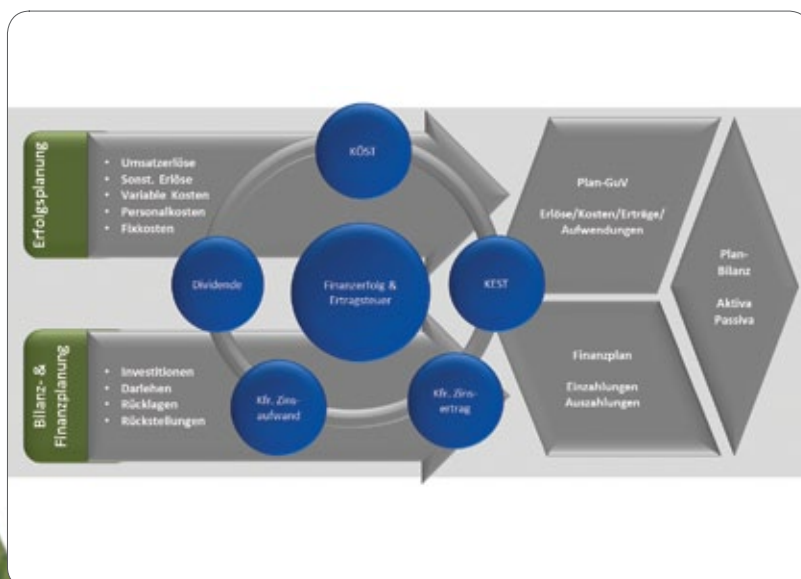 Erfolgsplanung
Umsatzerlöse
Sonst. Erlöse
Variable Kosten
Personalkosten
Fixkosten
Bilanz- &
Finanzplanung
Investitionen
Darlehen
Rücklagen
Rückstellungen
KÖST
Dividende
Finanzerfolg &
Ertragsteuer
KEST
Kfr. Zins-
aufwand
Kfr. Zins-
ertrag
Plan-GuV
Erlöse/Kosten/Erträge/
Aufwendungen
Finanzplan
Einzahlungen
Auszahlungen
Plan-
Bilanz
Aktiva
Passiva